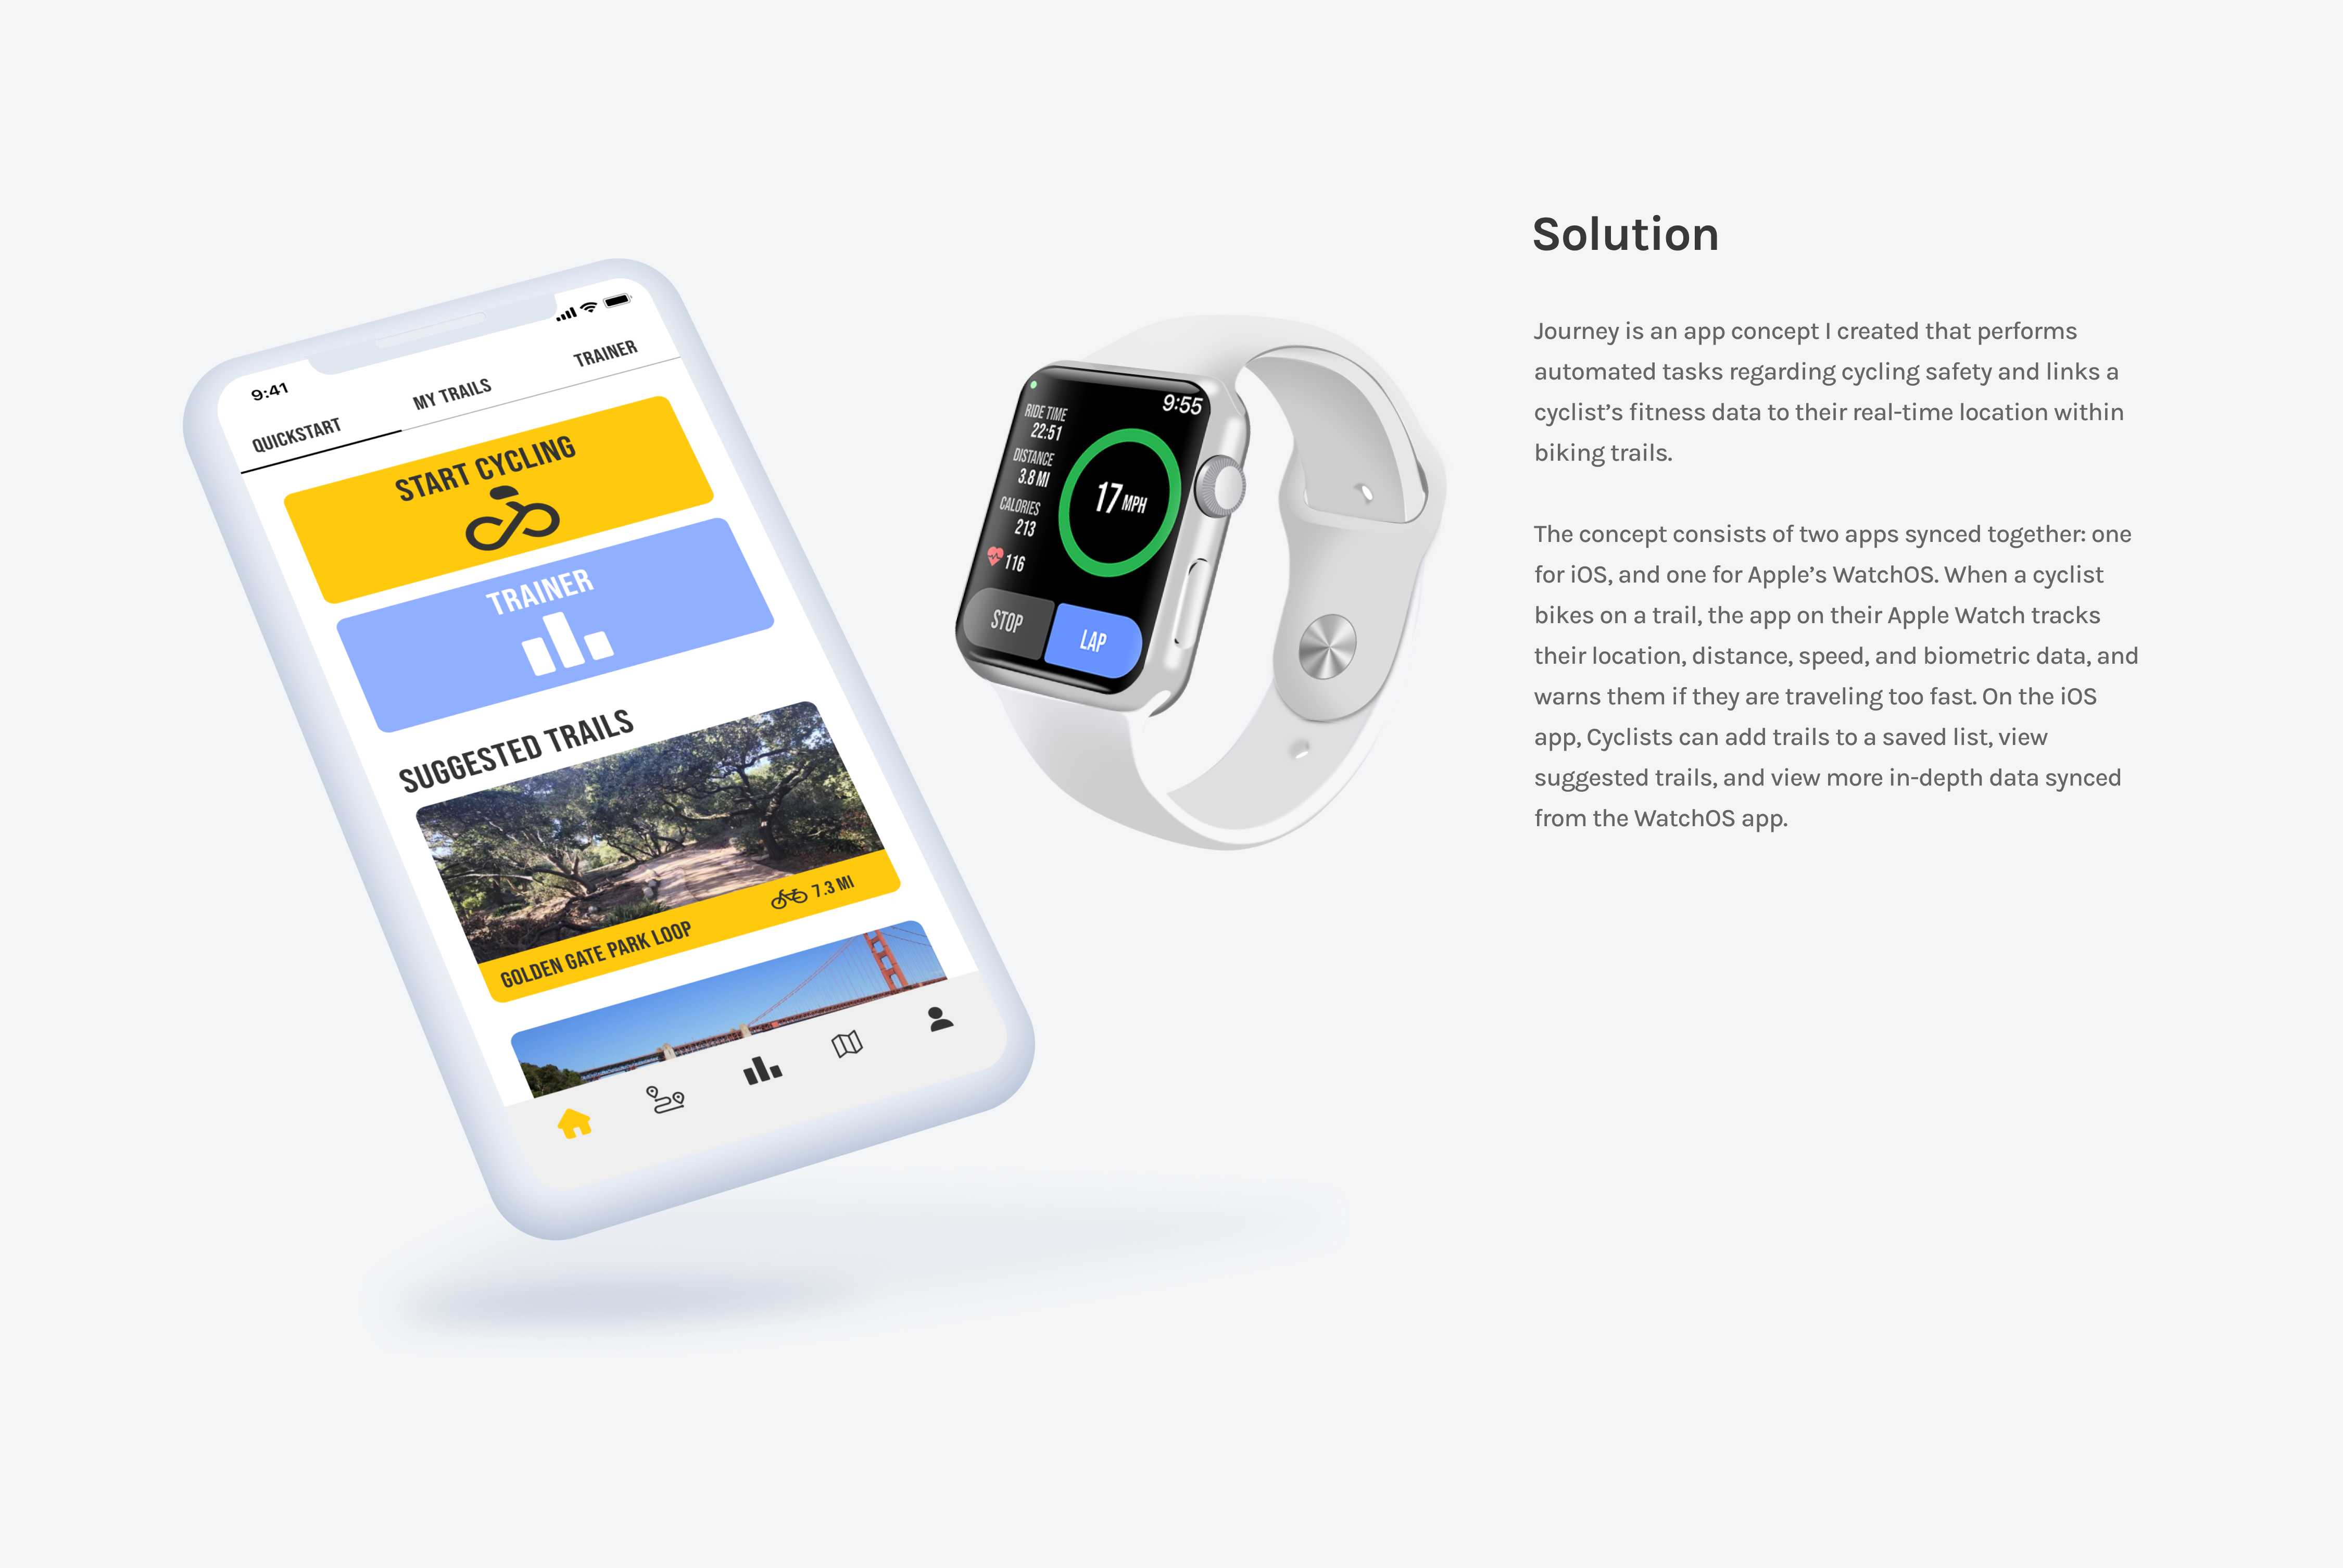 9:41
QUICKSTART
MY TRAILS
TRAINER
START CYCLING
TRAINER
SUGGESTED TRAILS
GOLDEN GATE PARK LOOP
7.3 MI
9:55
RIDE TIME
22:51
DISTANCE
3.8 MI
CALORIES
213
116
17 MPH
STOP
LAP
Solution
Journey is an app concept I created that performs
automated tasks regarding cycling safety and links a
cyclist’s fitness data to their real-time location within
biking trails.
The concept consists of two apps synced together: one
for iOS, and one for Apple’s WatchOS. When a cyclist
bikes on a trail, the app on their Apple Watch tracks
their location, distance, speed, and biometric data, and
warns them if they are traveling too fast. On the iOS
app, Cyclists can add trails to a saved list, view
suggested trails, and view more in-depth data synced
from the WatchOS app.